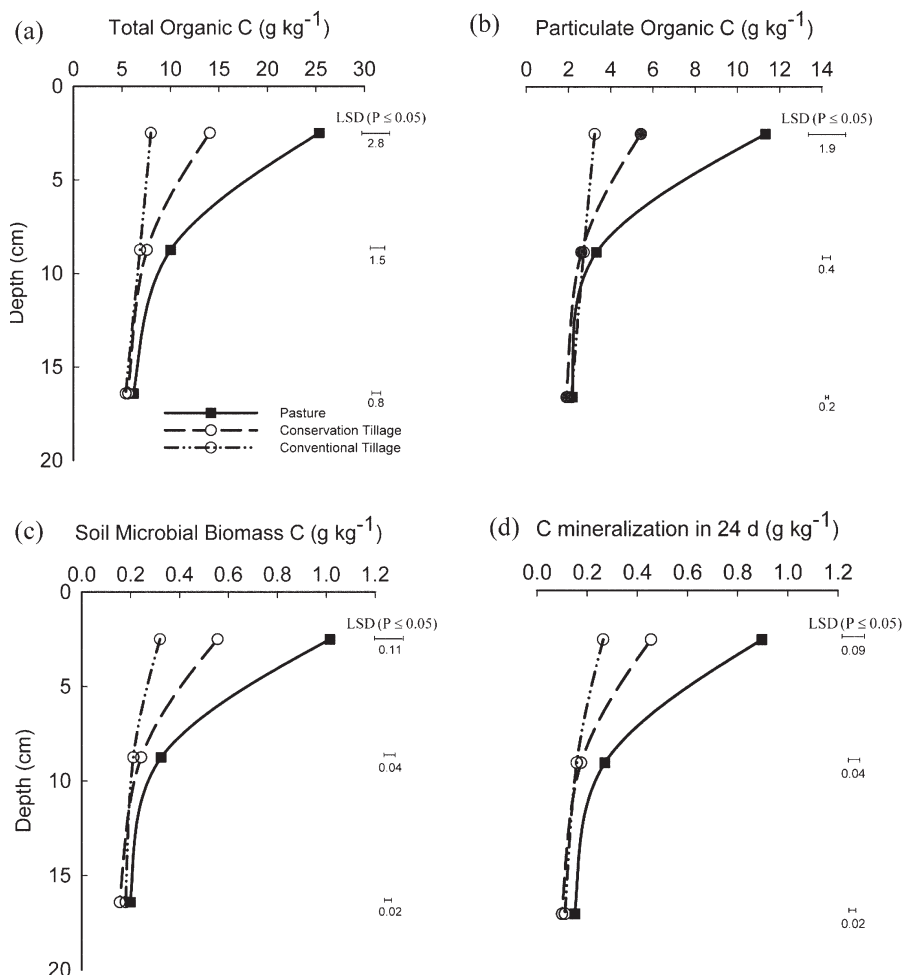 (a) Total Organic C (g kg⁻¹)
0 5 10 15 20 25 30
0
5
10
15
20
Depth (cm)
LSD (P ≤ 0.05)
2.8
1.5
0.8
Pasture
Conservation Tillage
Conventional Tillage
(b) Particulate Organic C (g kg⁻¹)
0 2 4 6 8 10 12 14
LSD (P ≤ 0.05)
1.9
0.4
0.2
(c) Soil Microbial Biomass C (g kg⁻¹)
0.0 0.2 0.4 0.6 0.8 1.0 1.2
0
5
10
15
20
Depth (cm)
LSD (P ≤ 0.05)
0.11
0.04
0.02
(d) C mineralization in 24 d (g kg⁻¹)
0.0 0.2 0.4 0.6 0.8 1.0 1.2
LSD (P ≤ 0.05)
0.09
0.04
0.02